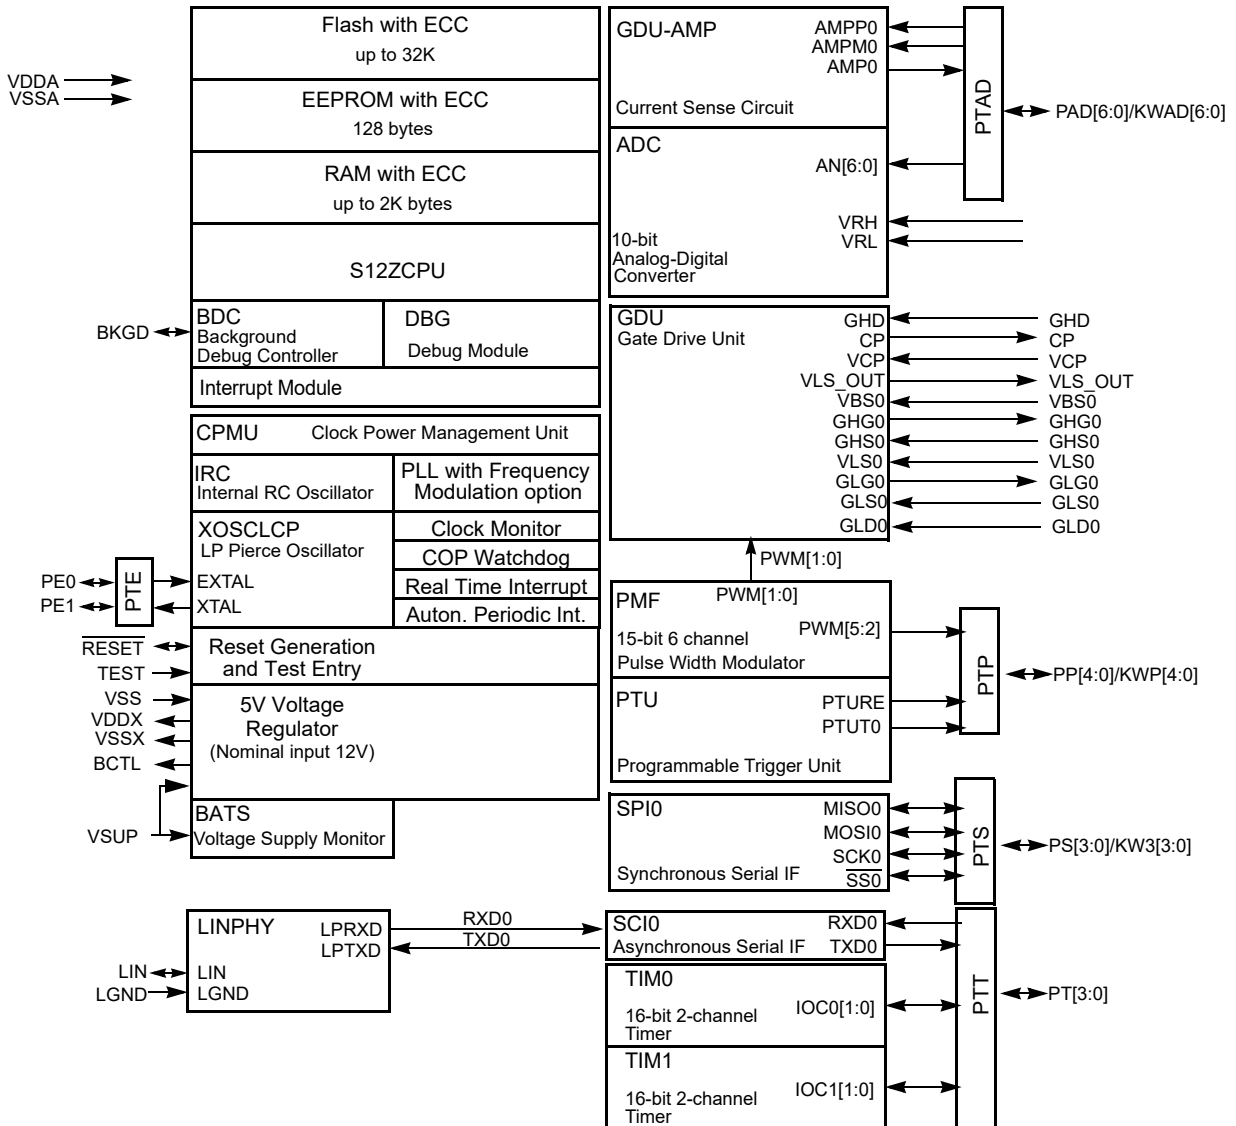 VDDA
VSSA
Flash with ECC
up to 32K
EEPROM with ECC
128 bytes
RAM with ECC
up to 2K bytes
S12ZCPU
BKGD
BDC
Background
Debug Controller
DBG
Debug Module
Interrupt Module
CPMU Clock Power Management Unit
IRC
Internal RC Oscillator
PLL with Frequency
Modulation option
XOSCLCP
LP Pierce Oscillator
EXTAL
XTAL
Clock Monitor
COP Watchdog
Real Time Interrupt
Auton. Periodic Int.
PE0
PE1
PTE
RESET
TEST
Reset Generation
and Test Entry
VSS
VDDX
VSSX
BCTL
5V Voltage
Regulator
(Nominal input 12V)
VSUP
BATS
Voltage Supply Monitor
LINPHY
LPRXD
LPTXD
LIN
LGND
LIN
LGND
RXD0
TXD0
GDU-AMP
AMPP0
AMPM0
AMP0
Current Sense Circuit
ADC
AN[6:0]
VRH
VRL
10-bit
Analog-Digital
Converter
PTAD
PAD[6:0]/KWAD[6:0]
GDU
Gate Drive Unit
GHD
CP
VCP
VLS_OUT
VBS0
GHG0
GHS0
VLS0
GLG0
GLS0
GLD0
GHD
CP
VCP
VLS_OUT
VBS0
GHG0
GHS0
VLS0
GLG0
GLS0
GLD0
PWM[1:0]
PMF
PWM[1:0]
PWM[5:2]
15-bit 6 channel
Pulse Width Modulator
PTU
PTURE
PTUT0
Programmable Trigger Unit
PTP
PP[4:0]/KWP[4:0]
SPI0
MISO0
MOSI0
SCK0
SS0
Synchronous Serial IF
PTS
PS[3:0]/KW3[3:0]
SCI0
RXD0
Asynchronous Serial IF TXD0
TIM0
IOC0[1:0]
16-bit 2-channel
Timer
TIM1
IOC1[1:0]
16-bit 2-channel
Timer
PTT
PT[3:0]